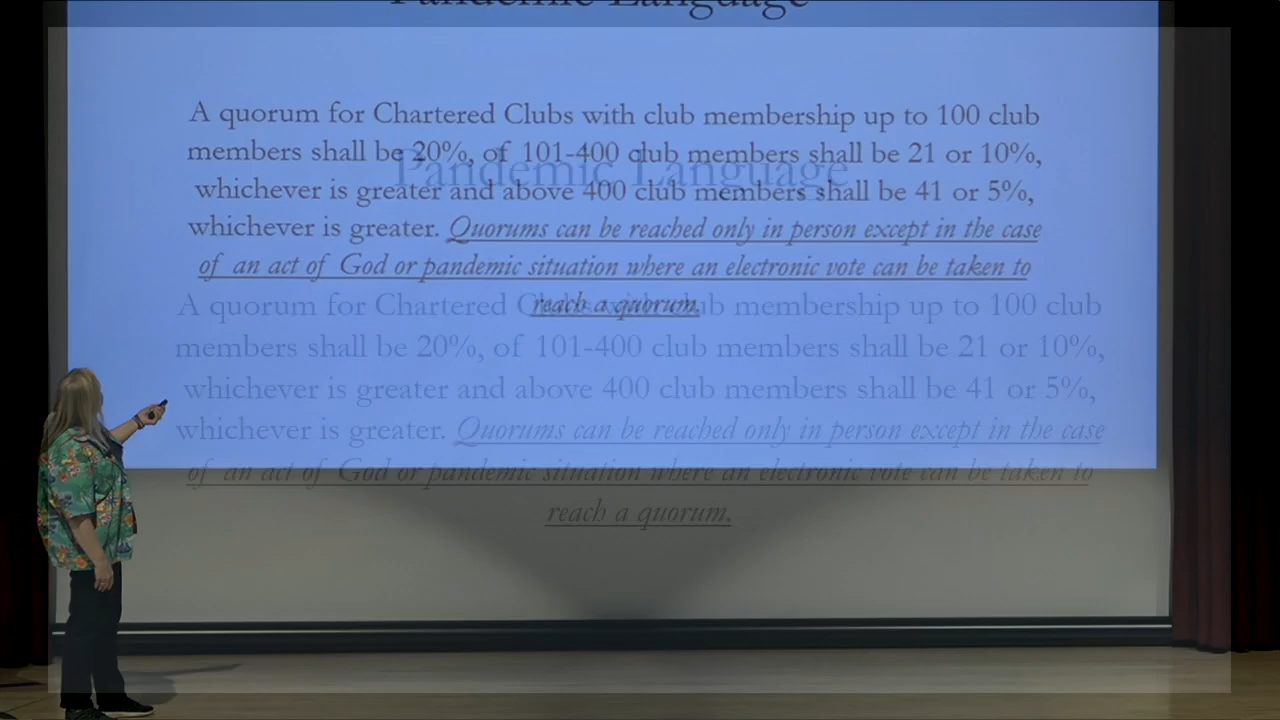 Pandemic Language
A quorum for Chartered Clubs with club membership up to 100 club
members shall be 20%, of 101-400 club members shall be 21 or 10%,
whichever is greater and above 400 club members shall be 41 or 5%,
whichever is greater. Quorums can be reached only in person except in the case
of an act of God or pandemic situation where an electronic vote can be taken to
reach a quorum.
Pandemic Language
A quorum for Chartered Clubs with club membership up to 100 club
members shall be 20%, of 101-400 club members shall be 21 or 10%,
whichever is greater and above 400 club members shall be 41 or 5%,
whichever is greater. Quorums can be reached only in person except in the case
of an act of God or pandemic situation where an electronic vote can be taken to
reach a quorum.